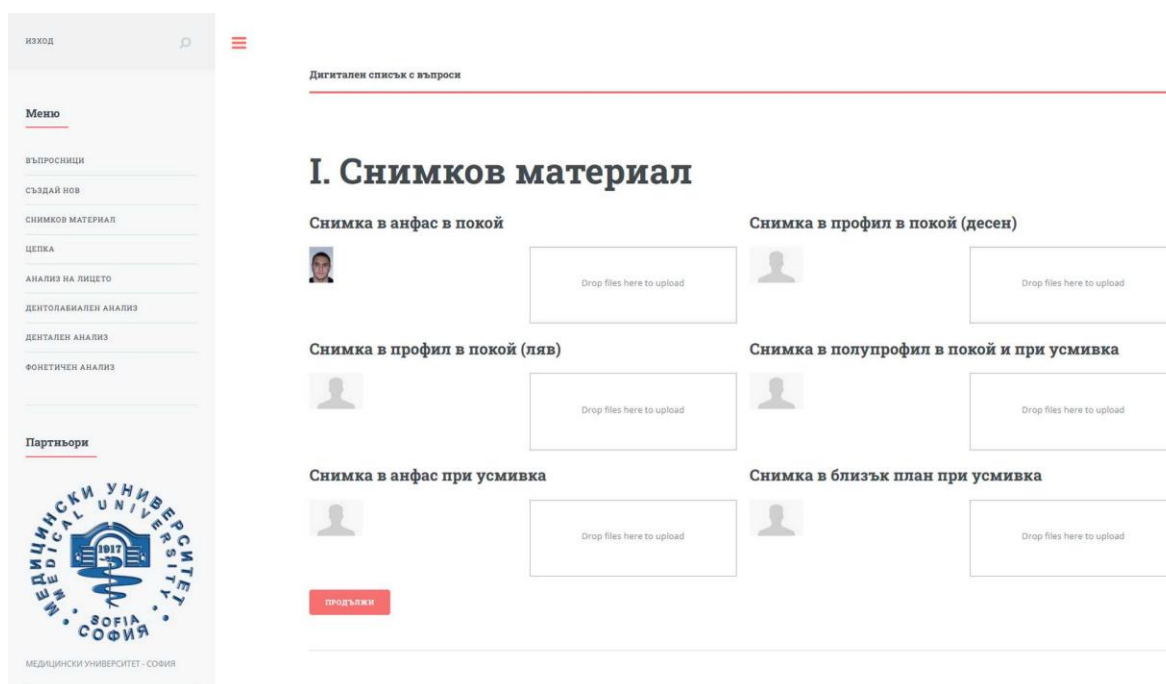 ИЗХОД
Меню
ВЪПРОСНИЦИ
СЪЗДАЙ НОВ
СНИМКОВ МАТЕРИАЛ
ЦЕПКА
АНАЛИЗ НА ЛИЦЕТО
ДЕНТОЛАБИАЛЕН АНАЛИЗ
ДЕНТАЛЕН АНАЛИЗ
ФОНЕТИЧЕН АНАЛИЗ
Партньори
МЕДИЦИНСКИ УНИВЕРСИТЕТ
MEDICAL UNIVERSITY
1917
SOFIA
СОФИЯ
МЕДИЦИНСКИ УНИВЕРСИТЕТ - СОФИЯ
Дигитален списък с въпроси
I. Снимков материал
Снимка в анфас в покой
Drop files here to upload
Снимка в профил в покой (десен)
Drop files here to upload
Снимка в профил в покой (ляв)
Drop files here to upload
Снимка в полупрофил в покой и при усмивка
Drop files here to upload
Снимка в анфас при усмивка
Drop files here to upload
Снимка в близък план при усмивка
Drop files here to upload
ПРОДЪЛЖИ